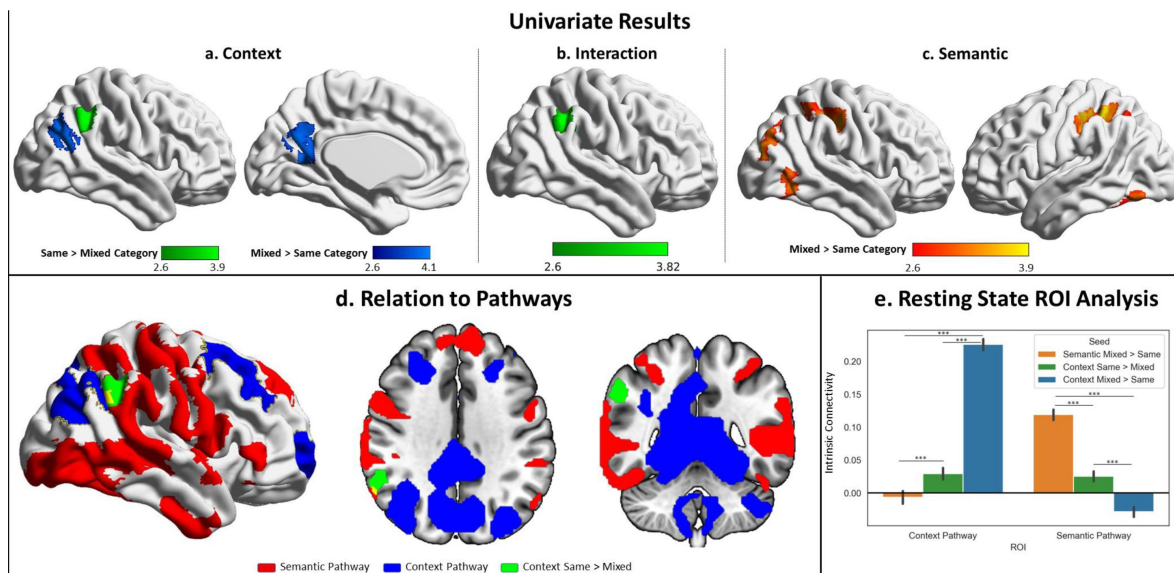 Univariate Results
a. Context
b. Interaction
c. Semantic
Same > Mixed Category
2.6 3.9
Mixed > Same Category
2.6 4.1
2.6 3.82
Mixed > Same Category
2.6 3.9
d. Relation to Pathways
Semantic Pathway Context Pathway Context Same > Mixed
e. Resting State ROI Analysis
Intrinsic Connectivity
0.20
0.15
0.10
0.05
0.00
***
***
***
***
***
***
Seed
Semantic Mixed > Same
Context Same > Mixed
Context Mixed > Same
Context Pathway Semantic Pathway
ROI